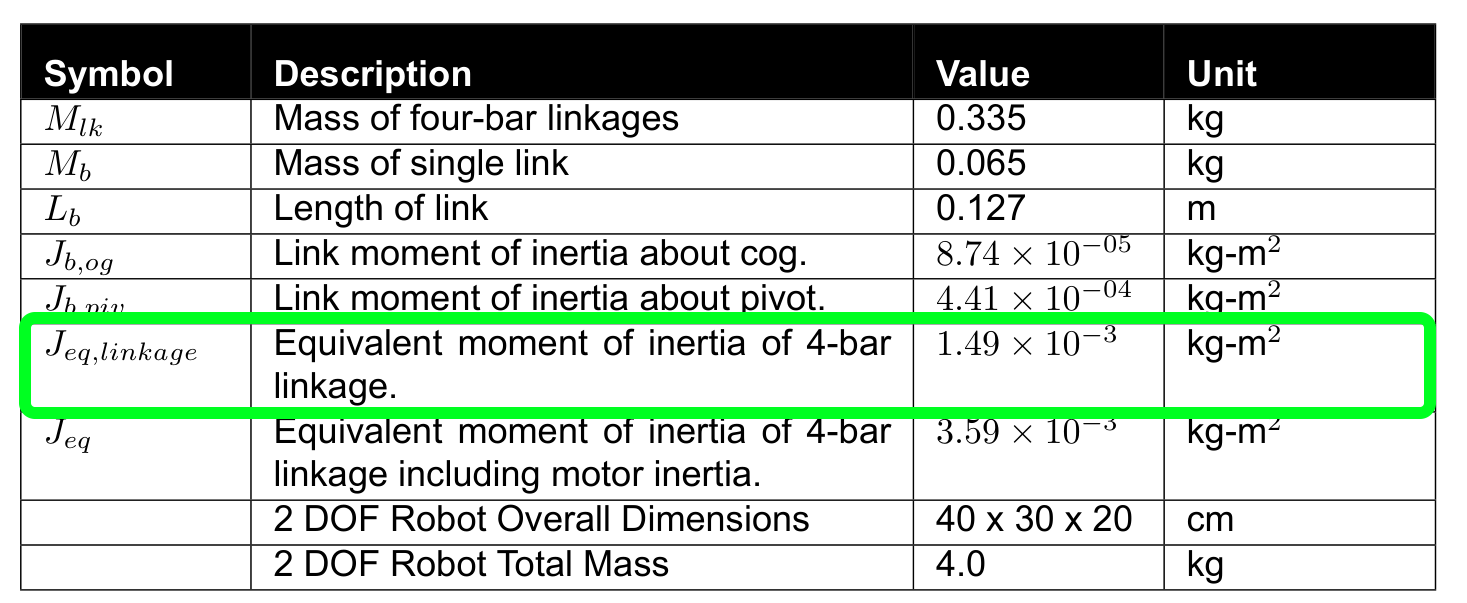 Symbol Description Value Unit
M_{lk} Mass of four-bar linkages 0.335 kg
M_b Mass of single link 0.065 kg
L_b Length of link 0.127 m
J_{b,og} Link moment of inertia about cog. 8.74 × 10^{−05} kg-m^2
J_{b,piv} Link moment of inertia about pivot. 4.41 × 10^{−04} kg-m^2
J_{eq,linkage} Equivalent moment of inertia of 4-bar 1.49 × 10^{−3} kg-m^2
linkage.
J_{eq} Equivalent moment of inertia of 4-bar 3.59 × 10^{−3} kg-m^2
linkage including motor inertia.
2 DOF Robot Overall Dimensions 40 x 30 x 20 cm
2 DOF Robot Total Mass 4.0 kg